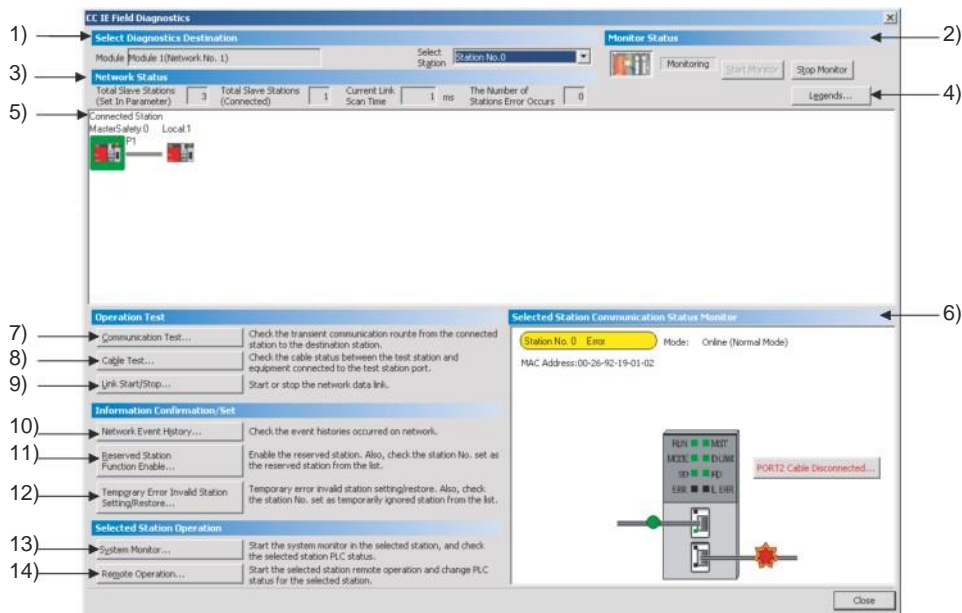 CC IE Field Diagnostics
1)
Select Diagnostics Destination
Monitor Status
2)
Module
Module 1(Network No. 1)
Select
Station
Station No.0
Monitoring
Start Monitor
Stop Monitor
3)
Network Status
Total Slave Stations
(Set In Parameter)
3
Total Slave Stations
(Connected)
1
Current Link
Scan Time
1 ms
The Number of
Stations Error Occurs
0
Legends...
4)
5)
Connected Station
MasterSafety:0 Local:1
P1
Operation Test
Selected Station Communication Status Monitor
6)
7)
Communication Test...
Check the transient communication rounte from the connected
station to the destination station.
8)
Cable Test...
Check the cable status between the test station and
equipment connected to the test station port.
9)
Link Start/Stop...
Start or stop the network data link.
Station No. 0 Error
Mode: Online (Normal Mode)
MAC Address:00-26-92-19-01-02
Information Confirmation/Set
10)
Network Event History...
Check the event histories occurred on network.
11)
Reserved Station
Function Enable...
Enable the reserved station. Also, check the station No. set as
the reserved station from the list.
12)
Temporary Error Invalid Station
Setting/Restore...
Temporary error invalid station setting/restore. Also, check
the station No. set as temporarily ignored station from the list.
RUN MST
MODE D LINK
SD RD
ERR. L ERR.
PORT2 Cable Disconnected...
Selected Station Operation
13)
System Monitor...
Start the system monitor in the selected station, and check
the selected station PLC status.
14)
Remote Operation...
Start the selected station remote operation and change PLC
status for the selected station.
Close